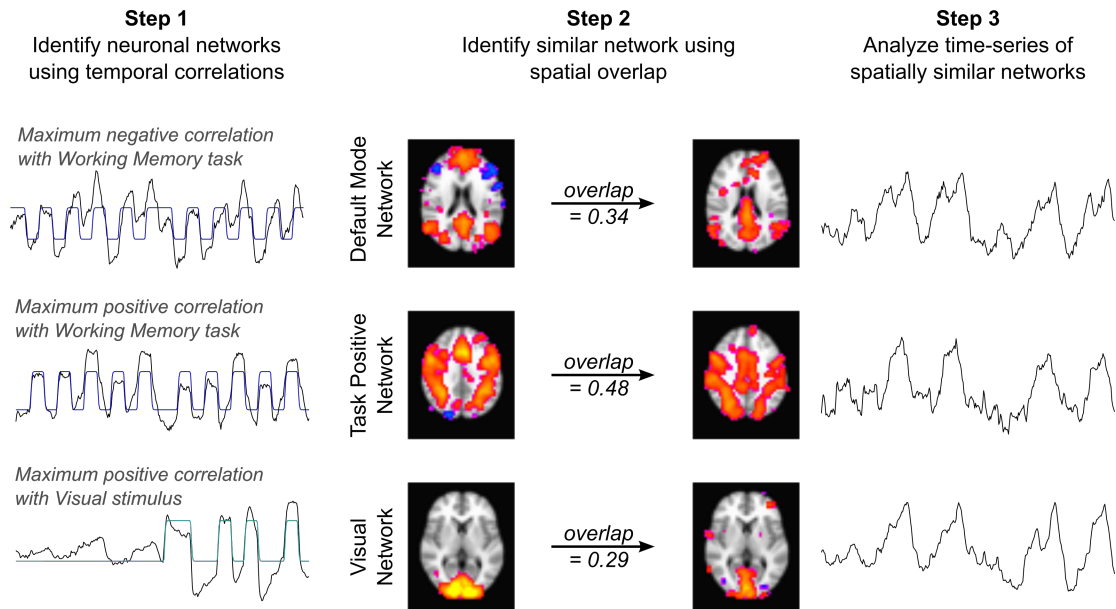 Step 1
Identify neuronal networks
using temporal correlations
Step 2
Identify similar network using
spatial overlap
Step 3
Analyze time-series of
spatially similar networks
Maximum negative correlation
with Working Memory task
Default Mode
Network
overlap
= 0.34
Maximum positive correlation
with Working Memory task
Task Positive
Network
overlap
= 0.48
Maximum positive correlation
with Visual stimulus
Visual
Network
overlap
= 0.29